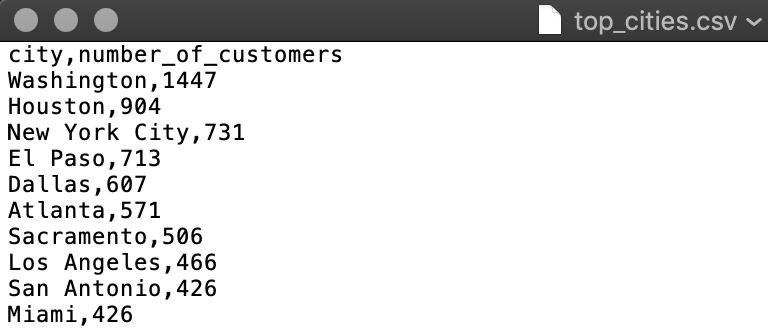 top_cities.csv
city,number_of_customers
Washington,1447
Houston,904
New York City,731
El Paso,713
Dallas,607
Atlanta,571
Sacramento,506
Los Angeles,466
San Antonio,426
Miami,426